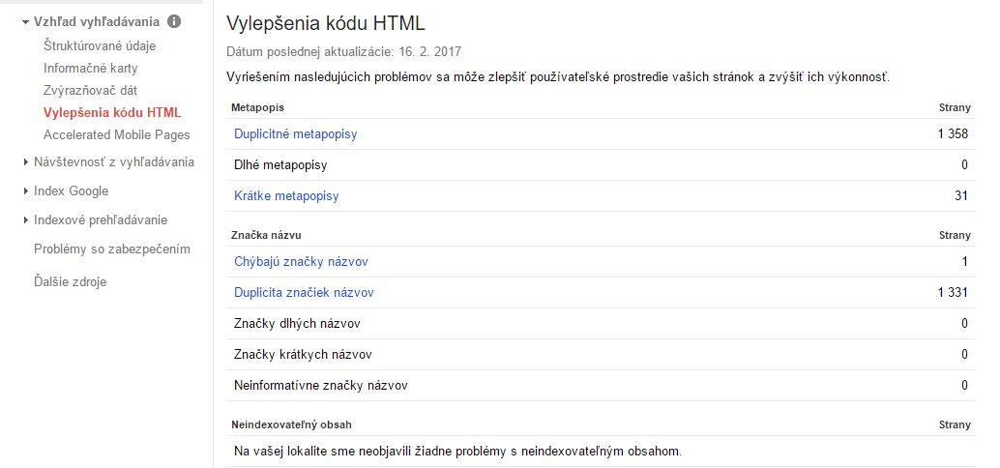 Vzhľad vyhľadávania
Štruktúrované údaje
Informačné karty
Zvýrazňovač dát
Vylepšenia kódu HTML
Accelerated Mobile Pages
Návštevnosť z vyhľadávania
Index Google
Indexové prehľadávanie
Problémy so zabezpečením
Ďalšie zdroje
Vylepšenia kódu HTML
Dátum poslednej aktualizácie: 16. 2. 2017
Vyriešením nasledujúcich problémov sa môže zlepšiť používateľské prostredie vašich stránok a zvýšiť ich výkonnosť.
Metapopis Strany
Duplicitné metapopisy 1 358
Dlhé metapopisy 0
Krátke metapopisy 31
Značka názvu Strany
Chýbajú značky názvov 1
Duplicita značiek názvov 1 331
Značky dlhých názvov 0
Značky krátkych názvov 0
Neinformatívne značky názvov 0
Neindexovateľný obsah Strany
Na vašej lokalite sme neobjavili žiadne problémy s neindexovateľným obsahom.